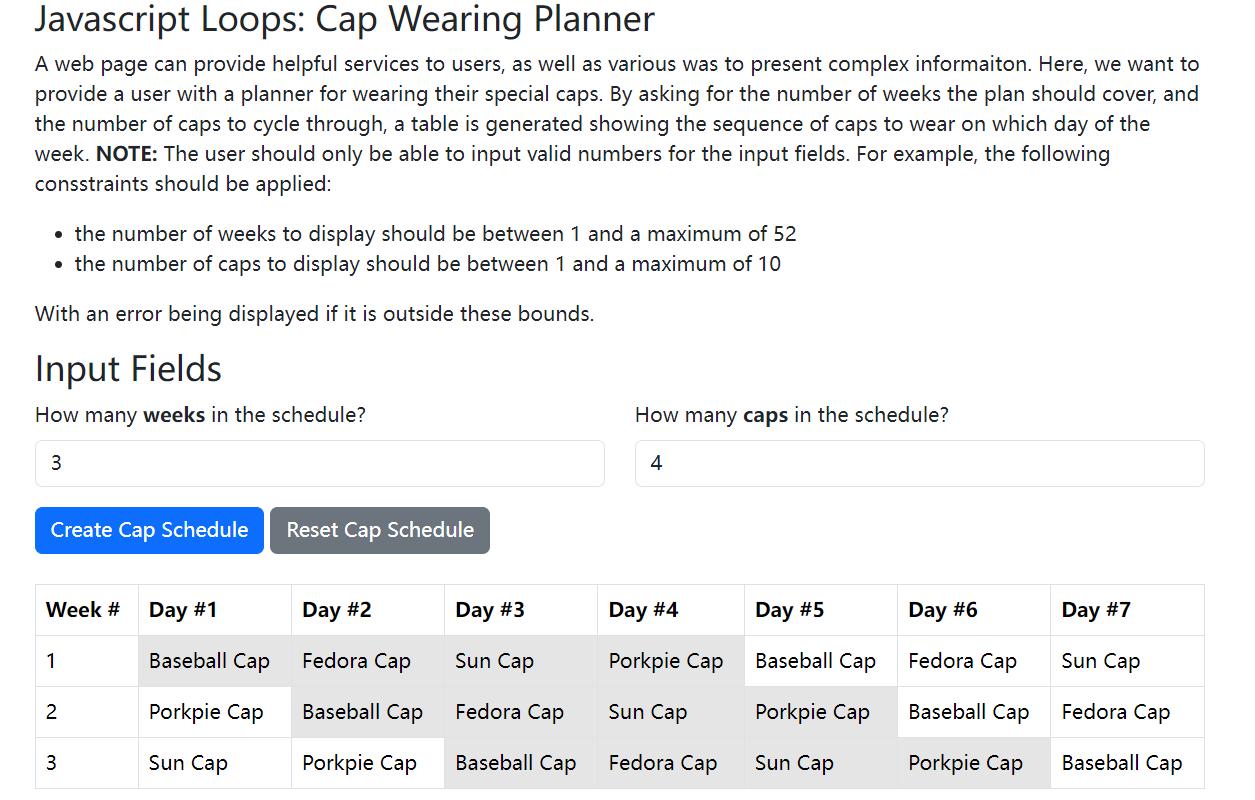 Javascript Loops: Cap Wearing Planner
A web page can provide helpful services to users, as well as various was to present complex informaiton. Here, we want to
provide a user with a planner for wearing their special caps. By asking for the number of weeks the plan should cover, and
the number of caps to cycle through, a table is generated showing the sequence of caps to wear on which day of the
week. NOTE: The user should only be able to input valid numbers for the input fields. For example, the following
consstraints should be applied:
• the number of weeks to display should be between 1 and a maximum of 52
• the number of caps to display should be between 1 and a maximum of 10
With an error being displayed if it is outside these bounds.
Input Fields
How many weeks in the schedule? How many caps in the schedule?
3 4
Create Cap Schedule Reset Cap Schedule
Week # Day #1 Day #2 Day #3 Day #4 Day #5 Day #6 Day #7
1 Baseball Cap Fedora Cap Sun Cap Porkpie Cap Baseball Cap Fedora Cap Sun Cap
2 Porkpie Cap Baseball Cap Fedora Cap Sun Cap Porkpie Cap Baseball Cap Fedora Cap
3 Sun Cap Porkpie Cap Baseball Cap Fedora Cap Sun Cap Porkpie Cap Baseball Cap